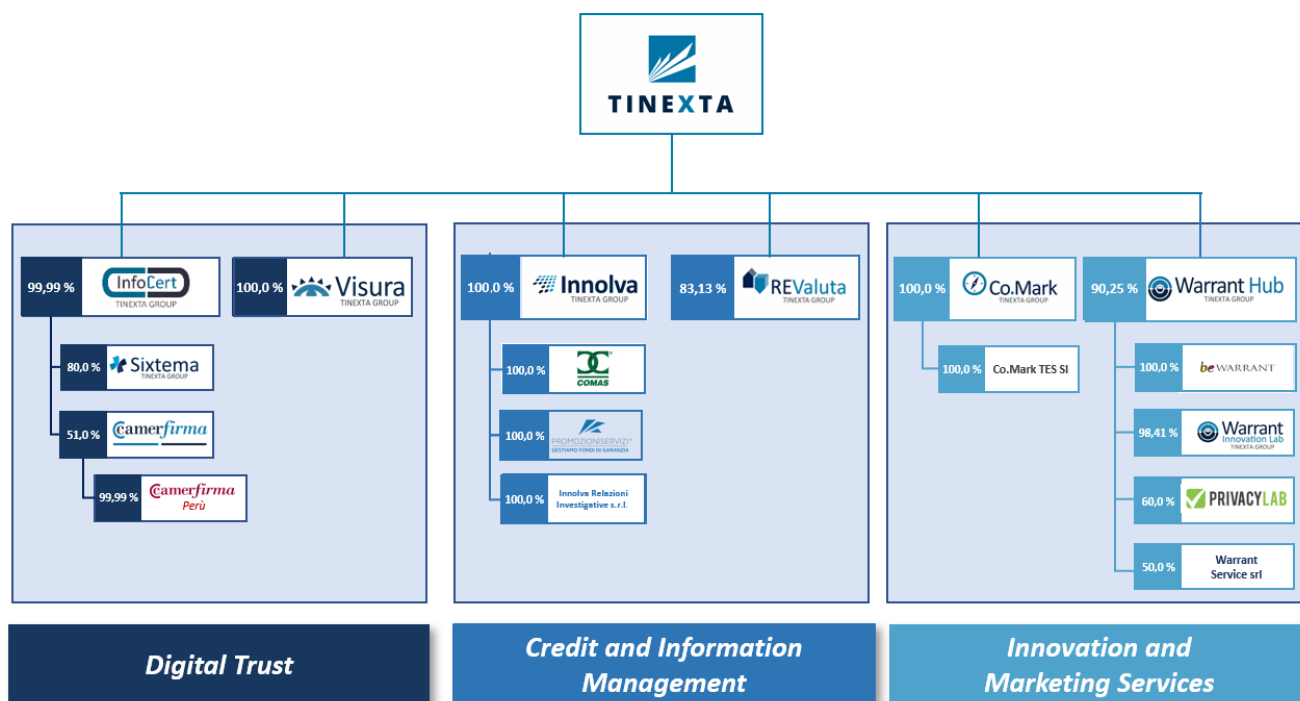 TINEXTA
99,99 %
InfoCert
TINEXTA GROUP
100,0 %
Visura
TINEXTA GROUP
80,0 %
Sixtema
TINEXTA GROUP
51,0 %
Camerfirma
99,99 %
Camerfirma
Perù
100,0 %
Innolva
TINEXTA GROUP
83,13 %
REValuta
TINEXTA GROUP
100,0 %
COMAS
100,0 %
PROMOZIONISERVIZI®
GESTIAMO FONDI DI GARANZIA
100,0 %
Innolva Relazioni
Investigative s.r.l.
100,0 %
Co.Mark
TINEXTA GROUP
90,25 %
Warrant Hub
TINEXTA GROUP
100,0 %
Co.Mark TES Sl
100,0 %
beWARRANT
98,41 %
Warrant
Innovation Lab
TINEXTA GROUP
60,0 %
PRIVACYLAB
50,0 %
Warrant
Service srl
Digital Trust
Credit and Information
Management
Innovation and
Marketing Services